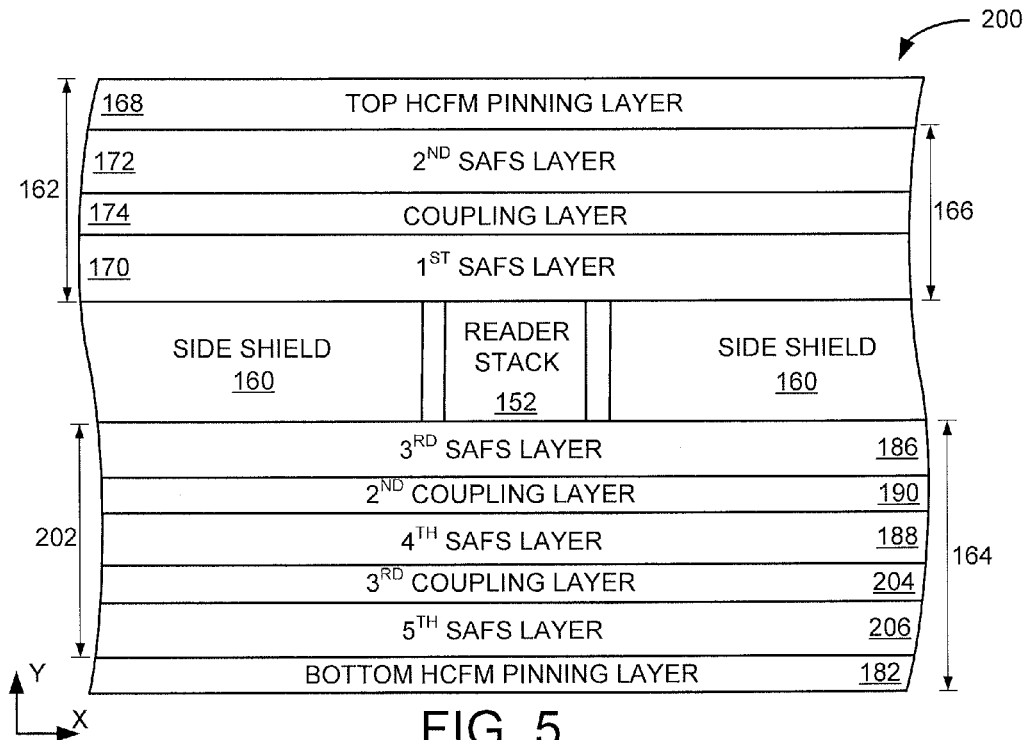 200
168 TOP HCFM PINNING LAYER
172 2ND SAFS LAYER
162
174 COUPLING LAYER
166
170 1ST SAFS LAYER
SIDE SHIELD
160
READER
STACK
152
SIDE SHIELD
160
3RD SAFS LAYER 186
2ND COUPLING LAYER 190
202
4TH SAFS LAYER 188
164
3RD COUPLING LAYER 204
5TH SAFS LAYER 206
BOTTOM HCFM PINNING LAYER 182
Y
X
FIG. 5